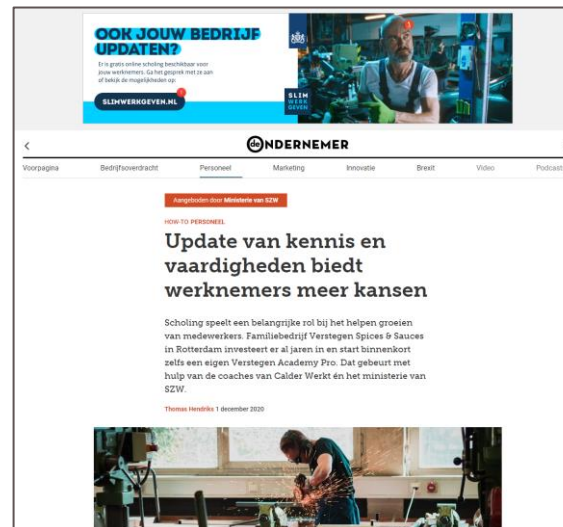 OOK JOUW BEDRIJF
UPDATEN?
Er is gratis online scholing beschikbaar voor
jouw werknemers. Ga het gesprek met ze aan
of bekijk de mogelijkheden op:
SLIMWERKGEVEN.NL
SLIM
WERK
GEVEN
deONDERNEMER
Voorpagina Bedrijfsoverdracht Personeel Marketing Innovatie Brexit Video Podcast
Aangeboden door Ministerie van SZW
HOW-TO PERSONEEL
Update van kennis en
vaardigheden biedt
werknemers meer kansen
Scholing speelt een belangrijke rol bij het helpen groeien
van medewerkers. Familiebedrijf Verstegen Spices & Sauces
in Rotterdam investeert er al jaren in en start binnenkort
zelf een eigen Verstegen Academy Pro. Dat gebeurt met
hulp van de coaches van Calder Werkt én het ministerie van
SZW.
Thomas Hendriks 1 december 2020